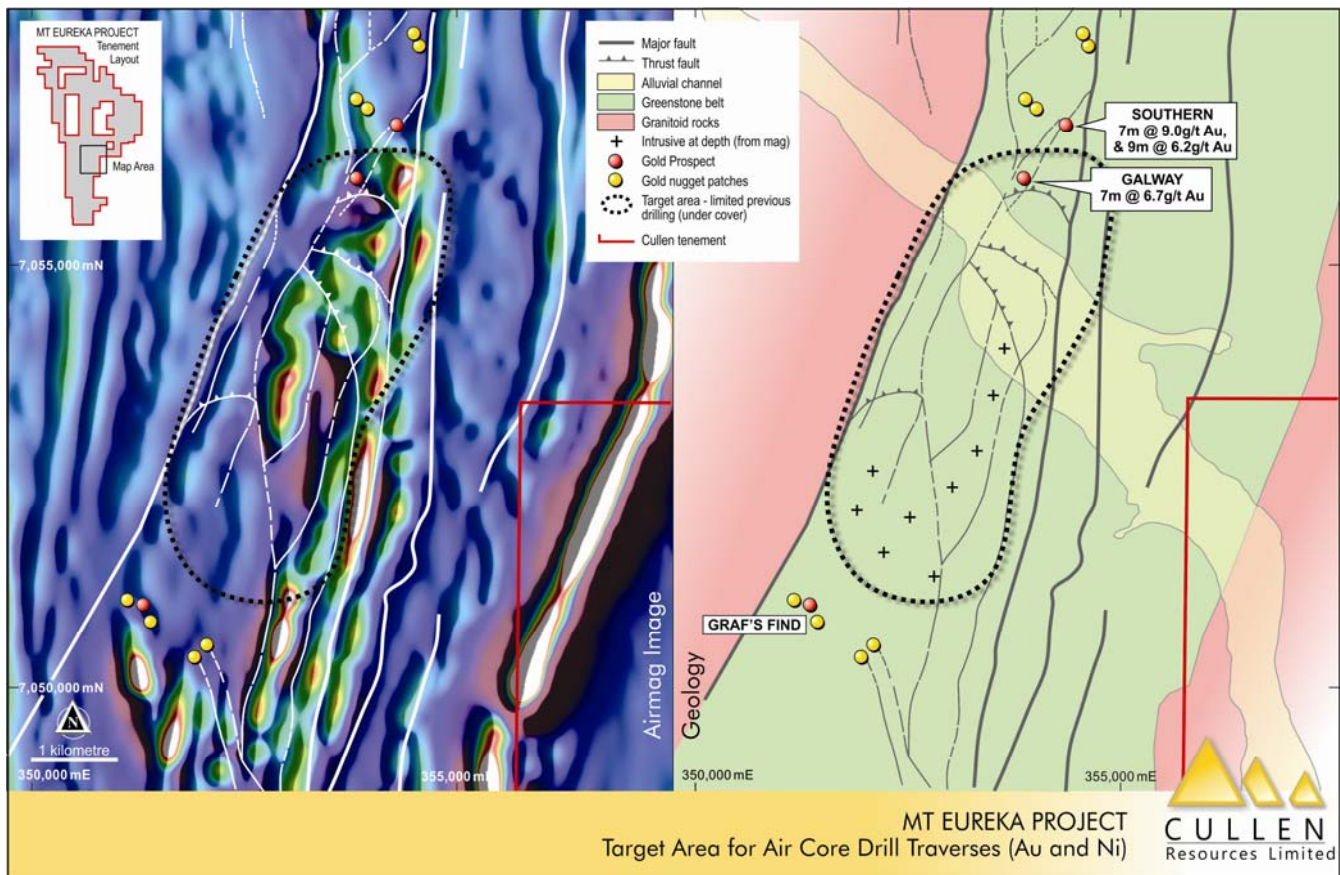 MT EUREKA PROJECT
Tenement
Layout
Map Area
7,055,000 mN
7,050,000 mN
N
1 kilometre
350,000 mE
355,000 mE
Airmag Image
Geology
Major fault
Thrust fault
Alluvial channel
Greenstone belt
Granitoid rocks
Intrusive at depth (from mag)
Gold Prospect
Gold nugget patches
Target area - limited previous
drilling (under cover)
Cullen tenement
SOUTHERN
7m @ 9.0g/t Au,
& 9m @ 6.2g/t Au
GALWAY
7m @ 6.7g/t Au
GRAF'S FIND
350,000 mE
355,000 mE
MT EUREKA PROJECT
Target Area for Air Core Drill Traverses (Au and Ni)
CULLEN
Resources Limited